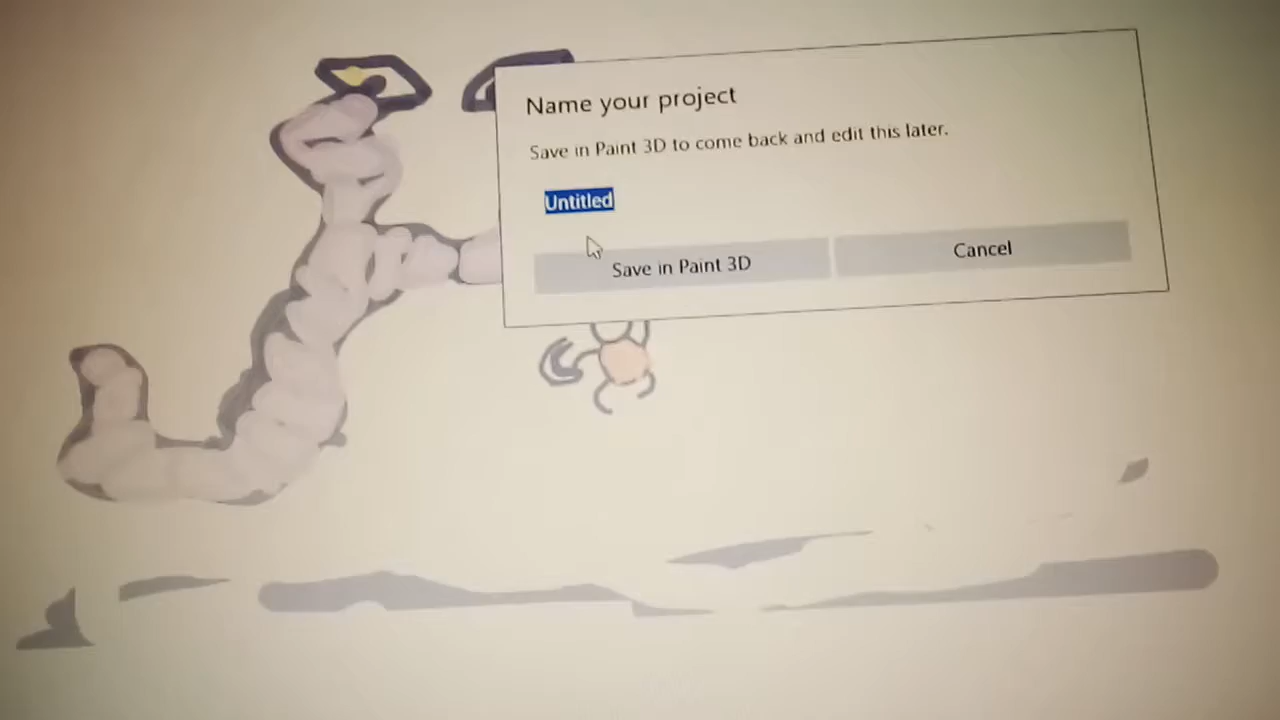 Name your project
Save in Paint 3D to come back and edit this later.
Untitled
Save in Paint 3D
Cancel